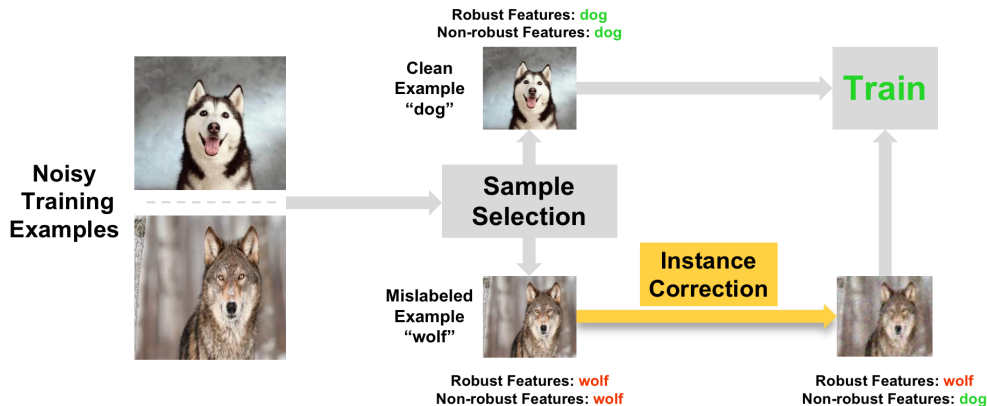 Robust Features: dog
Non-robust Features: dog
Clean
Example
“dog”
Train
Noisy
Training
Examples
Sample
Selection
Instance
Correction
Mislabeled
Example
“wolf”
Robust Features: wolf
Non-robust Features: wolf
Robust Features: wolf
Non-robust Features: dog